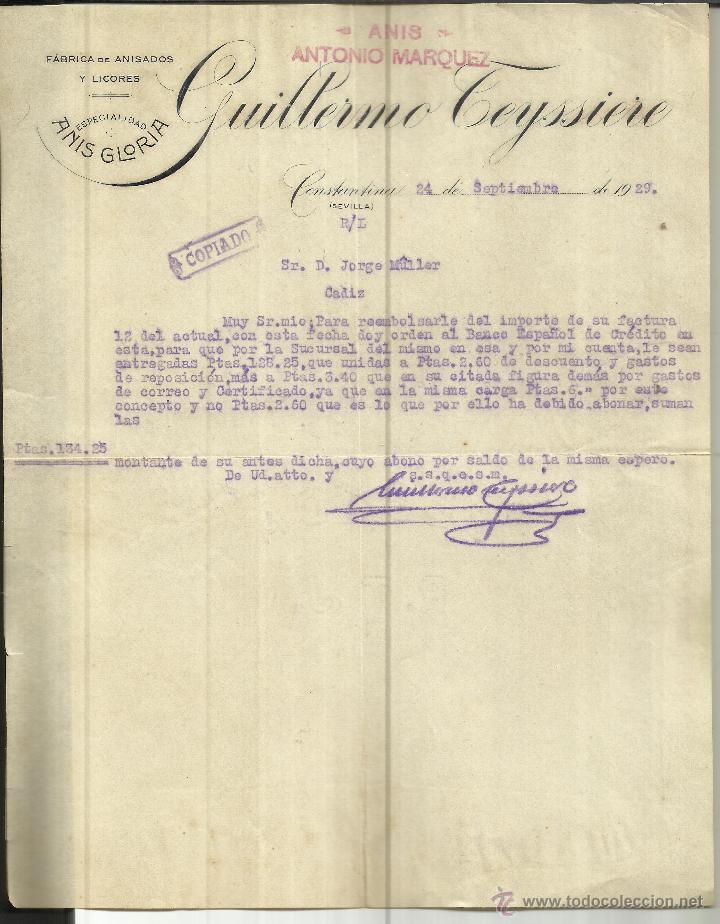 ANIS
ANTONIO MARQUEZ
FÁBRICA DE ANISADOS
Y LICORES
ESPECIALIDAD
ANIS GLORIA
Guillermo Teyssiere
Constantina 24 de Septiembre de 1929.
(SEVILLA)
R/L
COPIADO
Sr. D. Jorge Müller
Cadiz
Muy Sr.mio:Para reembolsarle del importe de su factura
12 del actual,con esta fecha doy orden al Banco Español de Crédito en
esta,para que por la Sucursal del mismo en esa y por mi cuenta,le sean
entregadas Ptas.128.25,que unidas a Ptas.2.60 de descuento y gastos
de reposición,más a Ptas.3.40 que en su citada figura demás por gastos
de correo y Certificado,ya que en la misma carga Ptas.6.- por este
concepto y no Ptas.2.60 que es lo que por ello ha debido abonar,suman
las
Ptas.134.25
montante de su antes dicha,cuyo abono por saldo de la misma espero.
De Ud.atto. y s.s.q.e.s.m.
Guillermo Teyssiere
todocoleccion
www.todocoleccion.net